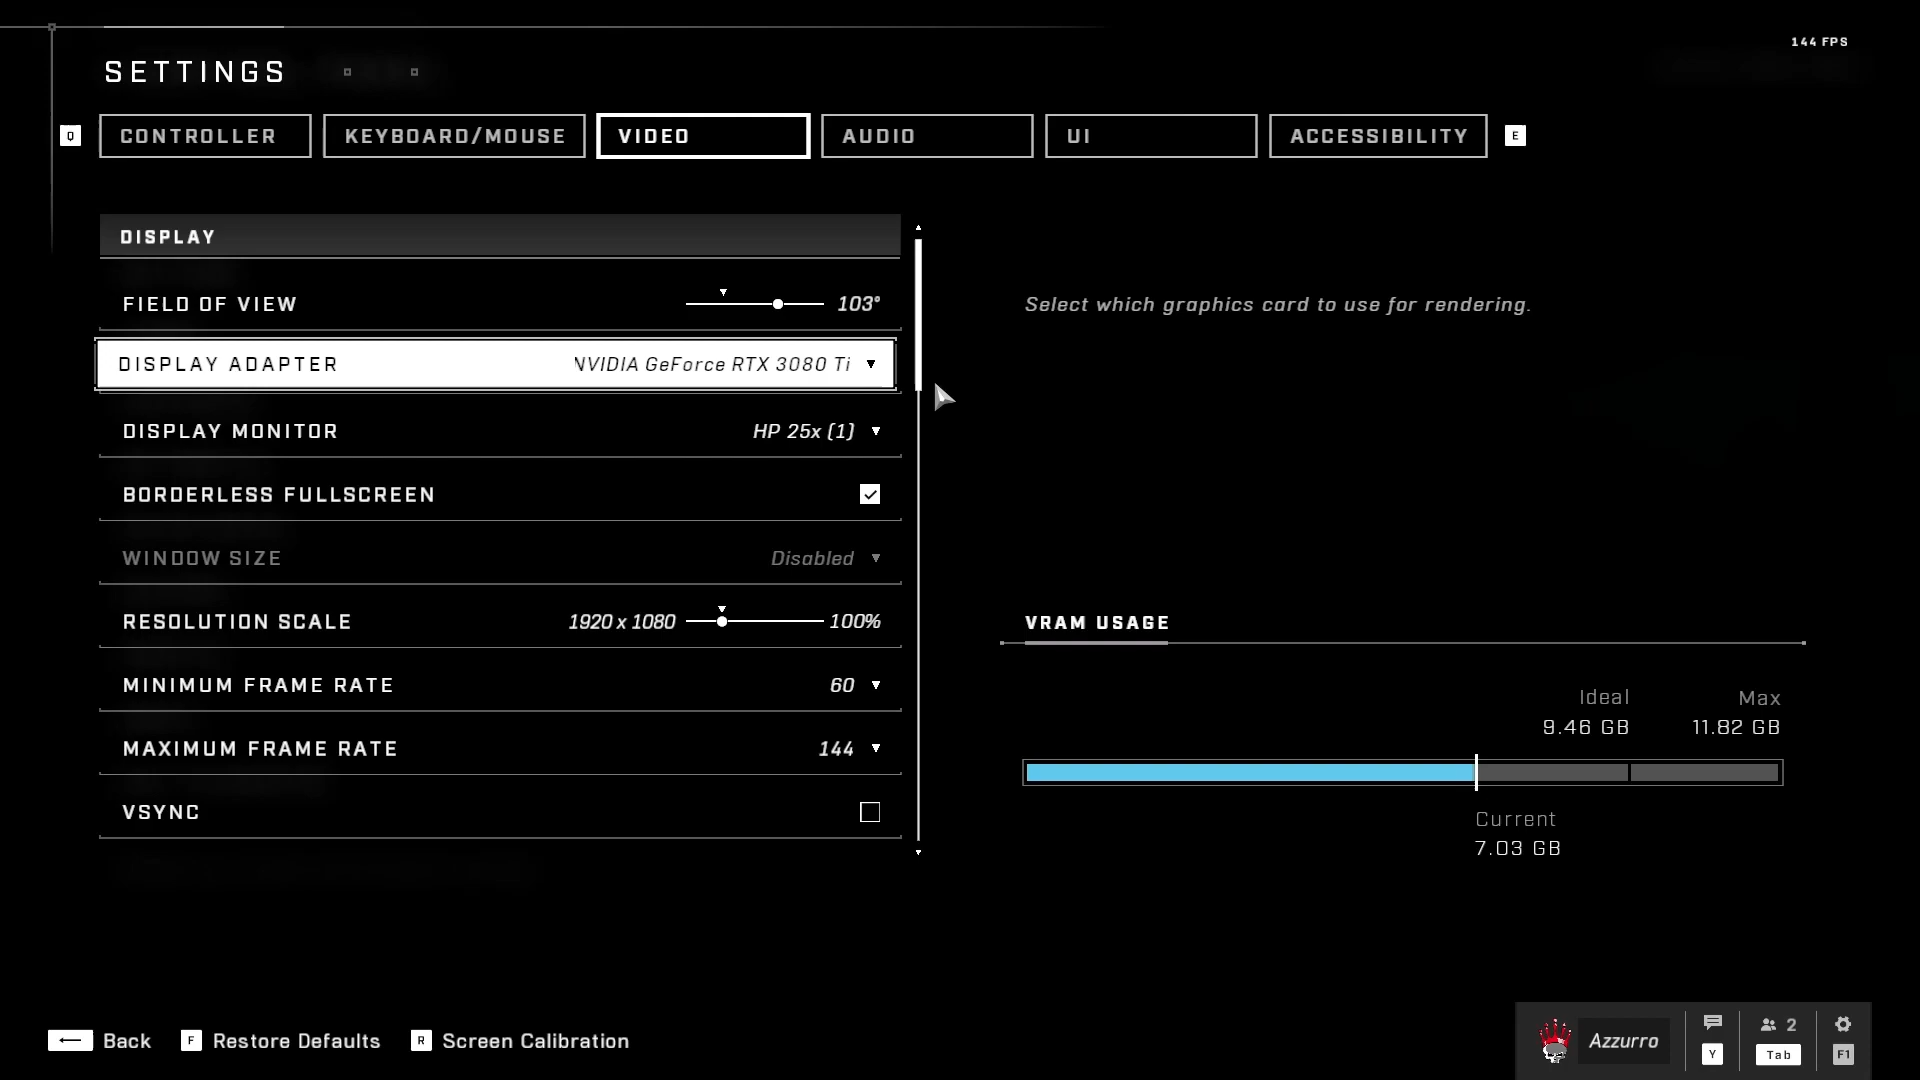 144 FPS
SETTINGS
Q CONTROLLER KEYBOARD/MOUSE VIDEO AUDIO UI ACCESSIBILITY E
DISPLAY
FIELD OF VIEW 103°
DISPLAY ADAPTER NVIDIA GeForce RTX 3080 Ti
DISPLAY MONITOR HP 25x (1)
BORDERLESS FULLSCREEN
WINDOW SIZE Disabled
RESOLUTION SCALE 1920 x 1080 100%
MINIMUM FRAME RATE 60
MAXIMUM FRAME RATE 144
VSYNC
Select which graphics card to use for rendering.
VRAM USAGE
Ideal Max
9.46 GB 11.82 GB
Current
7.03 GB
Back F Restore Defaults R Screen Calibration
Azzurro Y 2 Tab F1